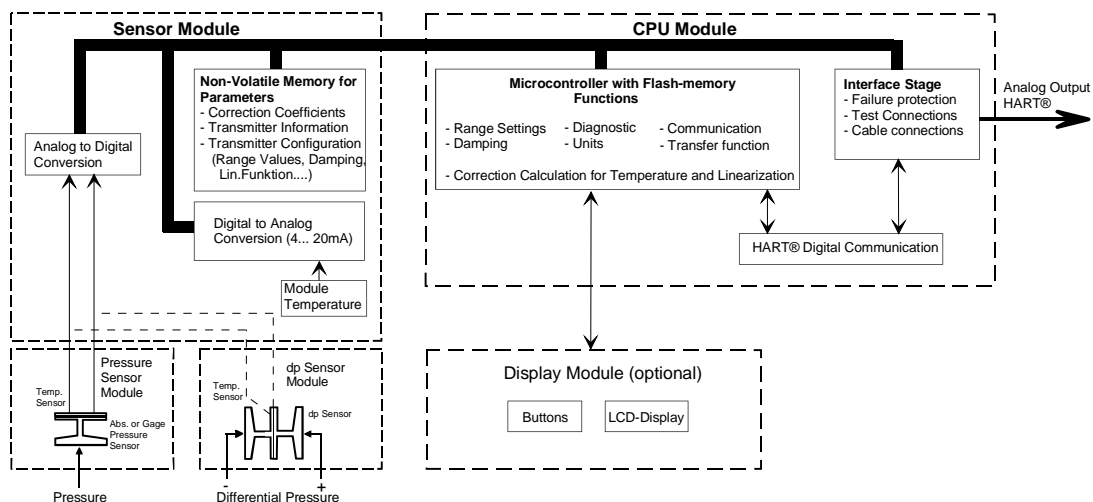 Sensor Module
Non-Volatile Memory for
Parameters
- Correction Coefficients
- Transmitter Information
- Transmitter Configuration
(Range Values, Damping,
Lin.Funktion....)
Analog to Digital
Conversion
Digital to Analog
Conversion (4... 20mA)
Module
Temperature
CPU Module
Microcontroller with Flash-memory
Functions
- Range Settings
- Damping
- Diagnostic
- Units
- Communication
- Transfer function
- Correction Calculation for Temperature and Linearization
Interface Stage
- Failure protection
- Test Connections
- Cable connections
Analog Output
HART®
HART® Digital Communication
Pressure
Sensor
Module
Temp.
Sensor
Abs. or Gage
Pressure
Sensor
Pressure
dp Sensor
Module
Temp.
Sensor
dp Sensor
- +
Differential Pressure
Display Module (optional)
Buttons
LCD-Display